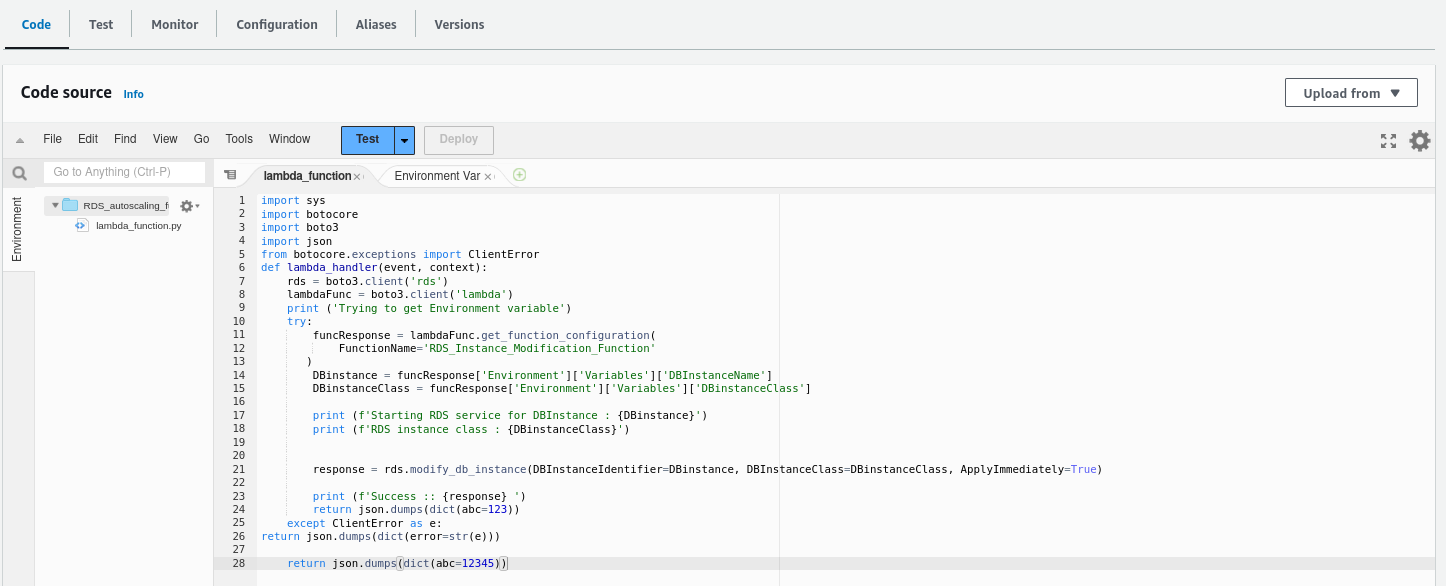 Code Test Monitor Configuration Aliases Versions
Code source Info Upload from
File Edit Find View Go Tools Window Test Deploy
Go to Anything (Ctrl-P) lambda_function Environment Var
Environment
RDS_autoscaling_f
lambda_function.py
1 import sys
2 import botocore
3 import boto3
4 import json
5 from botocore.exceptions import ClientError
6 def lambda_handler(event, context):
7 rds = boto3.client('rds')
8 lambdaFunc = boto3.client('lambda')
9 print ('Trying to get Environment variable')
10 try:
11 funcResponse = lambdaFunc.get_function_configuration(
12 FunctionName='RDS_Instance_Modification_Function'
13 )
14 DBinstance = funcResponse['Environment']['Variables']['DBInstanceName']
15 DBinstanceClass = funcResponse['Environment']['Variables']['DBinstanceClass']
16
17 print (f'Starting RDS service for DBInstance : {DBinstance}')
18 print (f'RDS instance class : {DBinstanceClass}')
19
20
21 response = rds.modify_db_instance(DBInstanceIdentifier=DBinstance, DBInstanceClass=DBinstanceClass, ApplyImmediately=True)
22
23 print (f'Success :: {response} ')
24 return json.dumps(dict(abc=123))
25 except ClientError as e:
26 return json.dumps(dict(error=str(e)))
27
28 return json.dumps(dict(abc=12345))